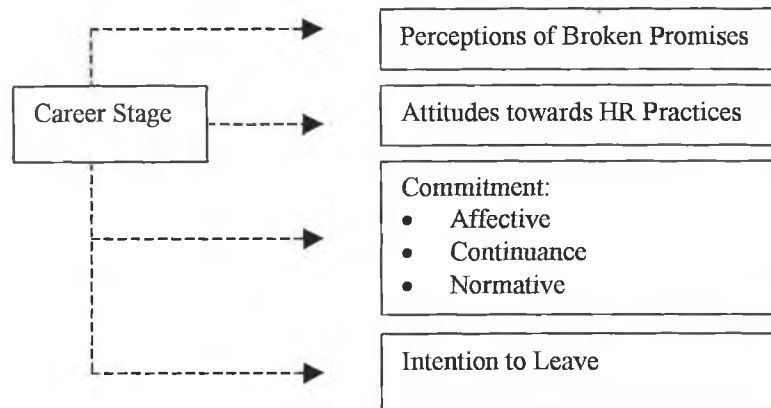 Perceptions of Broken Promises
Career Stage
Attitudes towards HR Practices
Commitment:
• Affective
• Continuance
• Normative
Intention to Leave